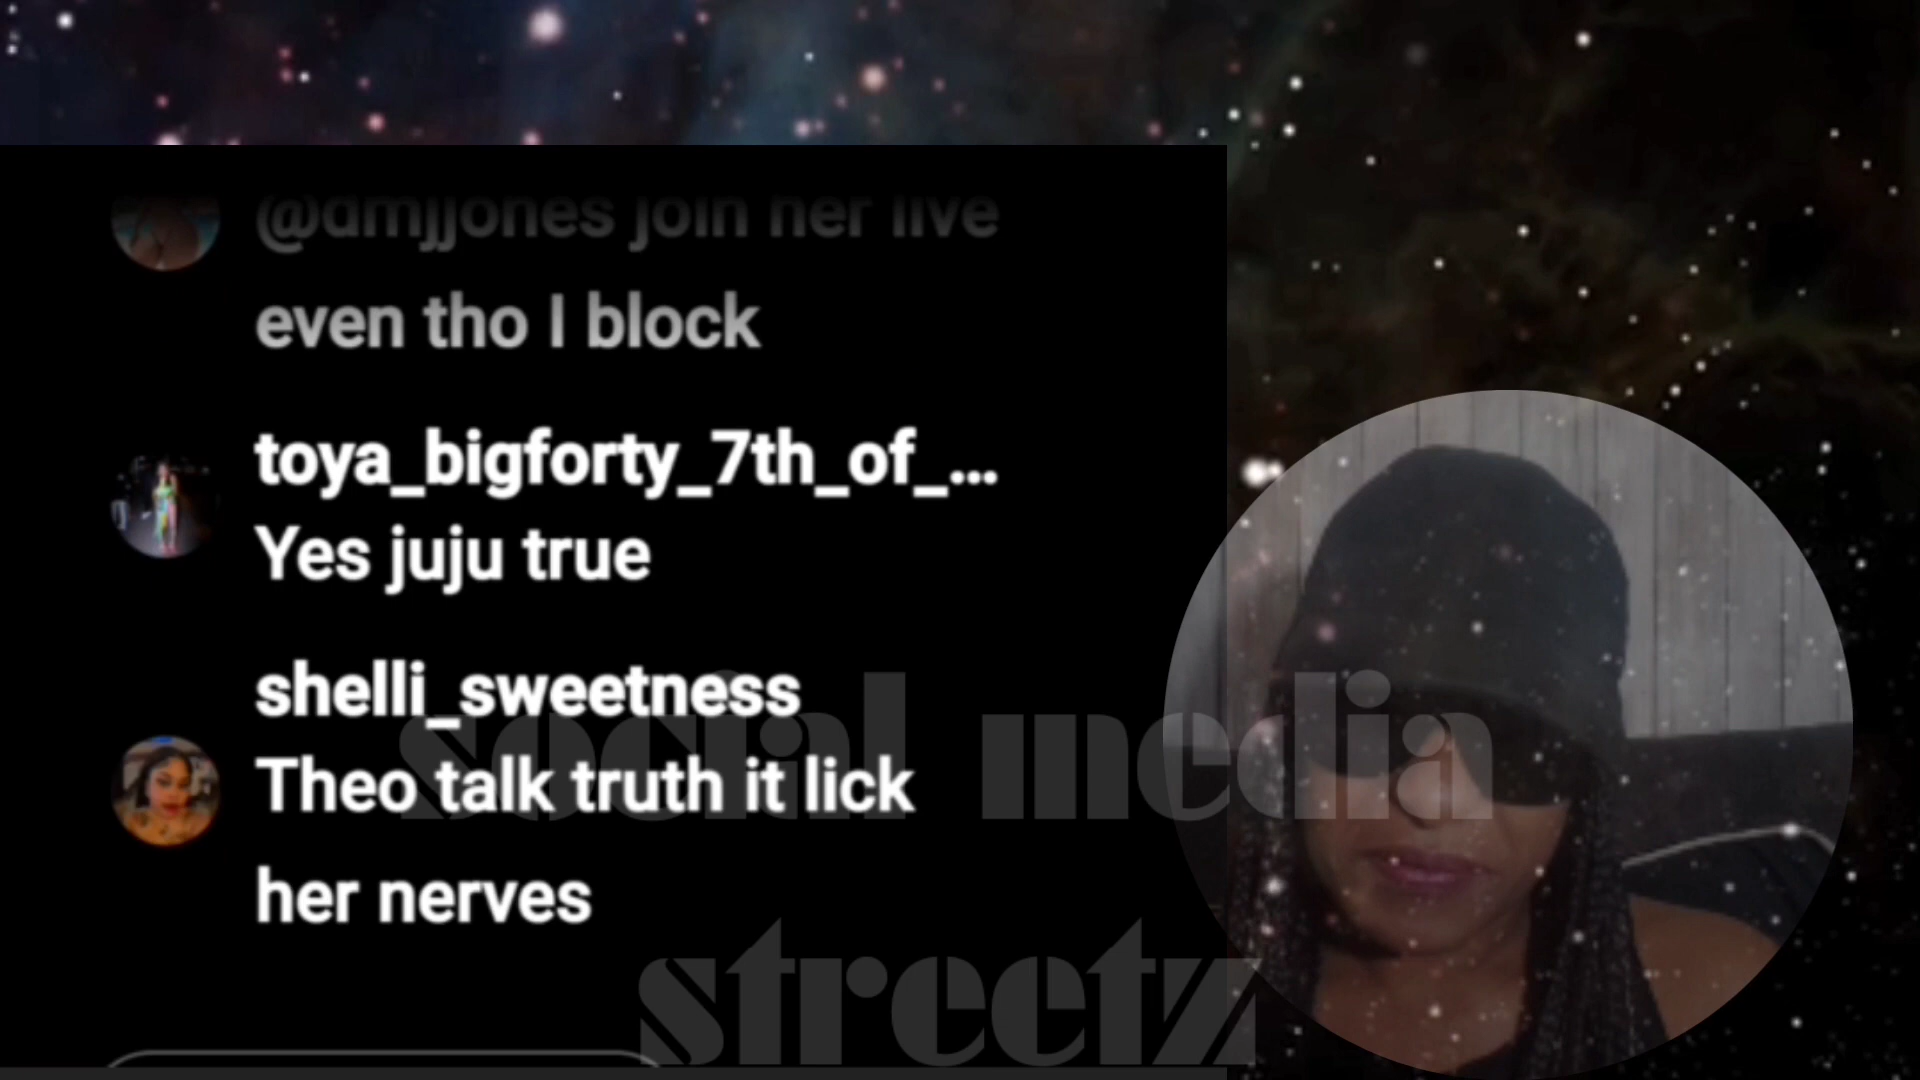 @dmjjones join her live
even tho I block
toya_bigforty_7th_of_...
Yes juju true
shelli_sweetness
Theo talk truth it lick
her nerves
social media
streetz